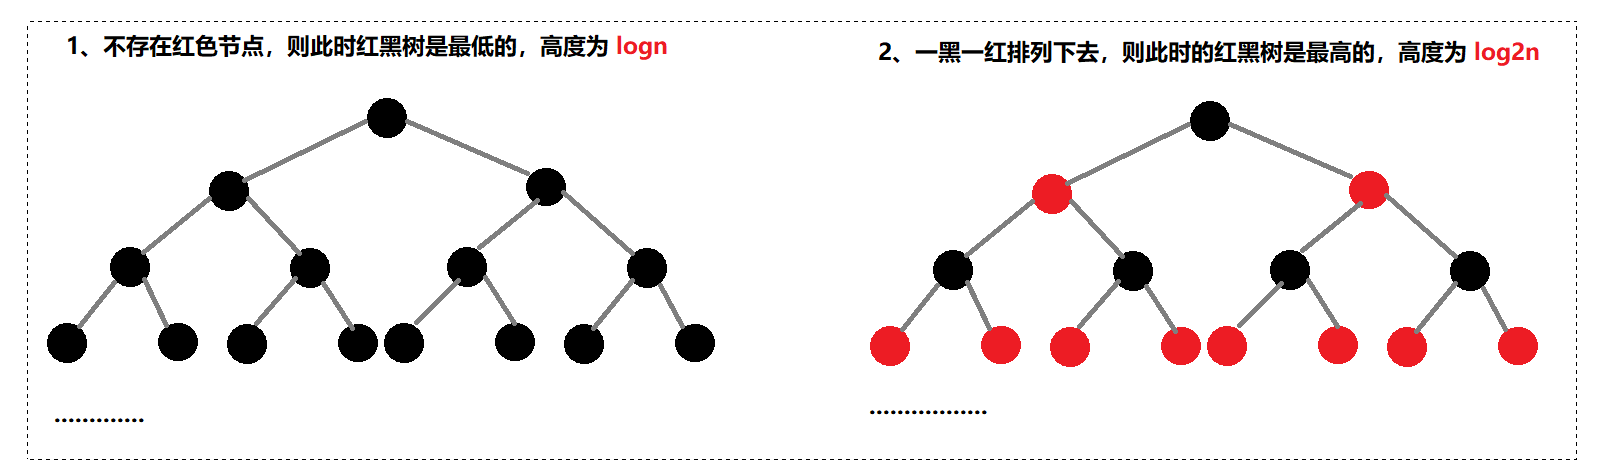 1、不存在红色节点，则此时红黑树是最低的，高度为 logn
2、一黑一红排列下去，则此时的红黑树是最高的，高度为 log2n
.............
.................